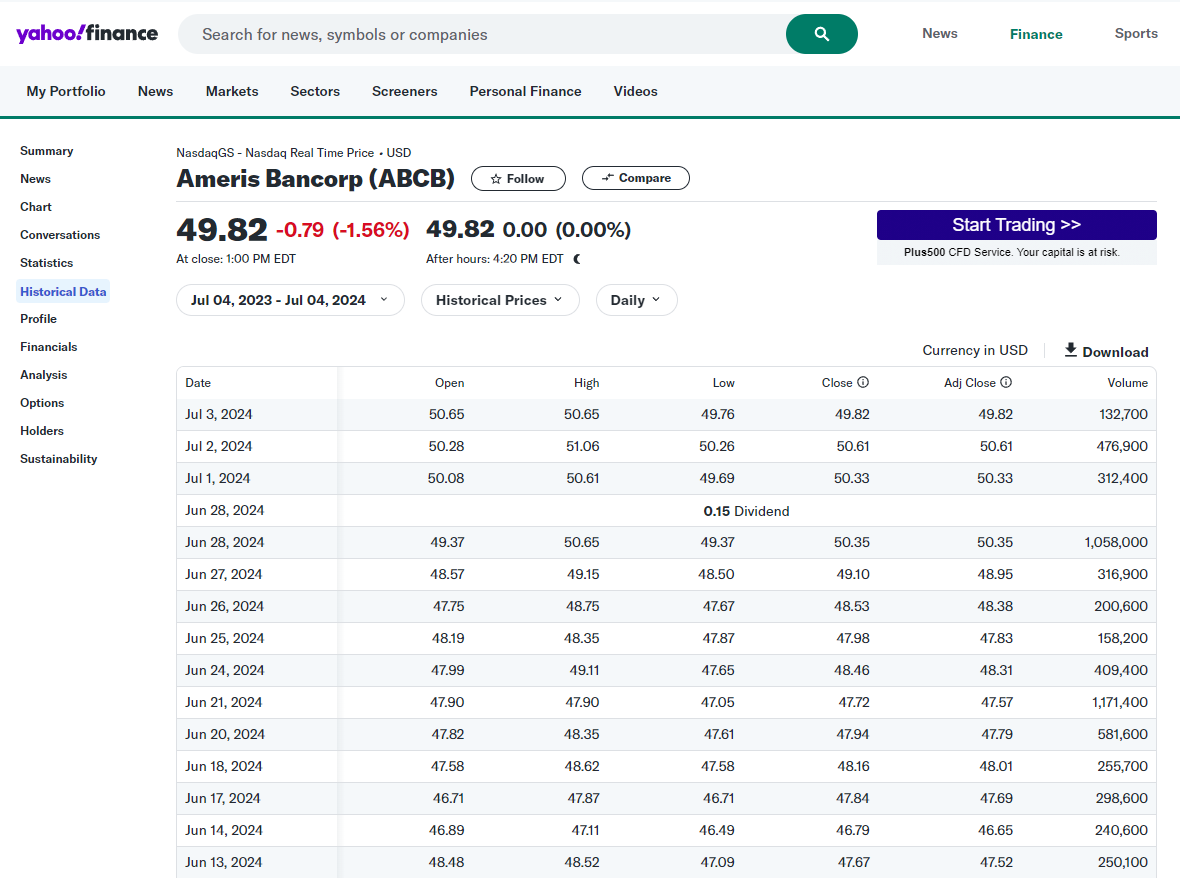 yahoo!finance
Search for news, symbols or companies
News Finance Sports
My Portfolio News Markets Sectors Screeners Personal Finance Videos
Summary
News
Chart
Conversations
Statistics
Historical Data
Profile
Financials
Analysis
Options
Holders
Sustainability
NasdaqGS - Nasdaq Real Time Price • USD
Ameris Bancorp (ABCB) Follow Compare
49.82 -0.79 (-1.56%) 49.82 0.00 (0.00%)
At close: 1:00 PM EDT After hours: 4:20 PM EDT
Start Trading >>
Plus500 CFD Service. Your capital is at risk.
Jul 04, 2023 - Jul 04, 2024 Historical Prices Daily
Currency in USD Download
Date Open High Low Close Adj Close Volume
Jul 3, 2024 50.65 50.65 49.76 49.82 49.82 132,700
Jul 2, 2024 50.28 51.06 50.26 50.61 50.61 476,900
Jul 1, 2024 50.08 50.61 49.69 50.33 50.33 312,400
Jun 28, 2024 0.15 Dividend
Jun 28, 2024 49.37 50.65 49.37 50.35 50.35 1,058,000
Jun 27, 2024 48.57 49.15 48.50 49.10 48.95 316,900
Jun 26, 2024 47.75 48.75 47.67 48.53 48.38 200,600
Jun 25, 2024 48.19 48.35 47.87 47.98 47.83 158,200
Jun 24, 2024 47.99 49.11 47.65 48.46 48.31 409,400
Jun 21, 2024 47.90 47.90 47.05 47.72 47.57 1,171,400
Jun 20, 2024 47.82 48.35 47.61 47.94 47.79 581,600
Jun 18, 2024 47.58 48.62 47.58 48.16 48.01 255,700
Jun 17, 2024 46.71 47.87 46.71 47.84 47.69 298,600
Jun 14, 2024 46.89 47.11 46.49 46.79 46.65 240,600
Jun 13, 2024 48.48 48.52 47.09 47.67 47.52 250,100